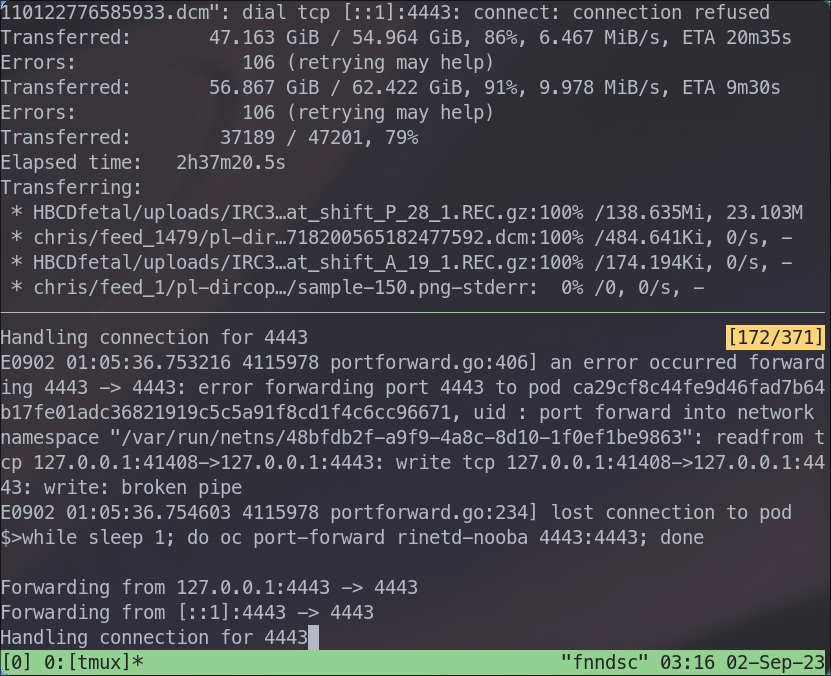 110122776585933.dcm": dial tcp [::1]:4443: connect: connection refused
Transferred:       47.163 GiB / 54.964 GiB, 86%, 6.467 MiB/s, ETA 20m35s
Errors:               106 (retrying may help)
Transferred:       56.867 GiB / 62.422 GiB, 91%, 9.978 MiB/s, ETA 9m30s
Errors:               106 (retrying may help)
Transferred:        37189 / 47201, 79%
Elapsed time:   2h37m20.5s
Transferring:
 * HBCDfetal/uploads/IRC3…at_shift_P_28_1.REC.gz:100% /138.635Mi, 23.103M
 * chris/feed_1479/pl-dir…718200565182477592.dcm:100% /484.641Ki, 0/s, -
 * HBCDfetal/uploads/IRC3…at_shift_A_19_1.REC.gz:100% /174.194Ki, 0/s, -
 * chris/feed_1/pl-dircop…/sample-150.png-stderr:  0% /0, 0/s, -
Handling connection for 4443 [172/371]
E0902 01:05:36.753216 4115978 portforward.go:406] an error occurred forward
ing 4443 -> 4443: error forwarding port 4443 to pod ca29cf8c44fe9d46fad7b64
b17fe01adc36821919c5c5a91f8cd1f4c6cc96671, uid : port forward into network
namespace "/var/run/netns/48bfdb2f-a9f9-4a8c-8d10-1f0ef1be9863": readfrom t
cp 127.0.0.1:41408->127.0.0.1:4443: write tcp 127.0.0.1:41408->127.0.0.1:44
43: write: broken pipe
E0902 01:05:36.754603 4115978 portforward.go:234] lost connection to pod
$>while sleep 1; do oc port-forward rinetd-nooba 4443:4443; done
Forwarding from 127.0.0.1:4443 -> 4443
Forwarding from [::1]:4443 -> 4443
Handling connection for 4443
[0] 0:[tmux]* "fnndsc" 03:16 02-Sep-23